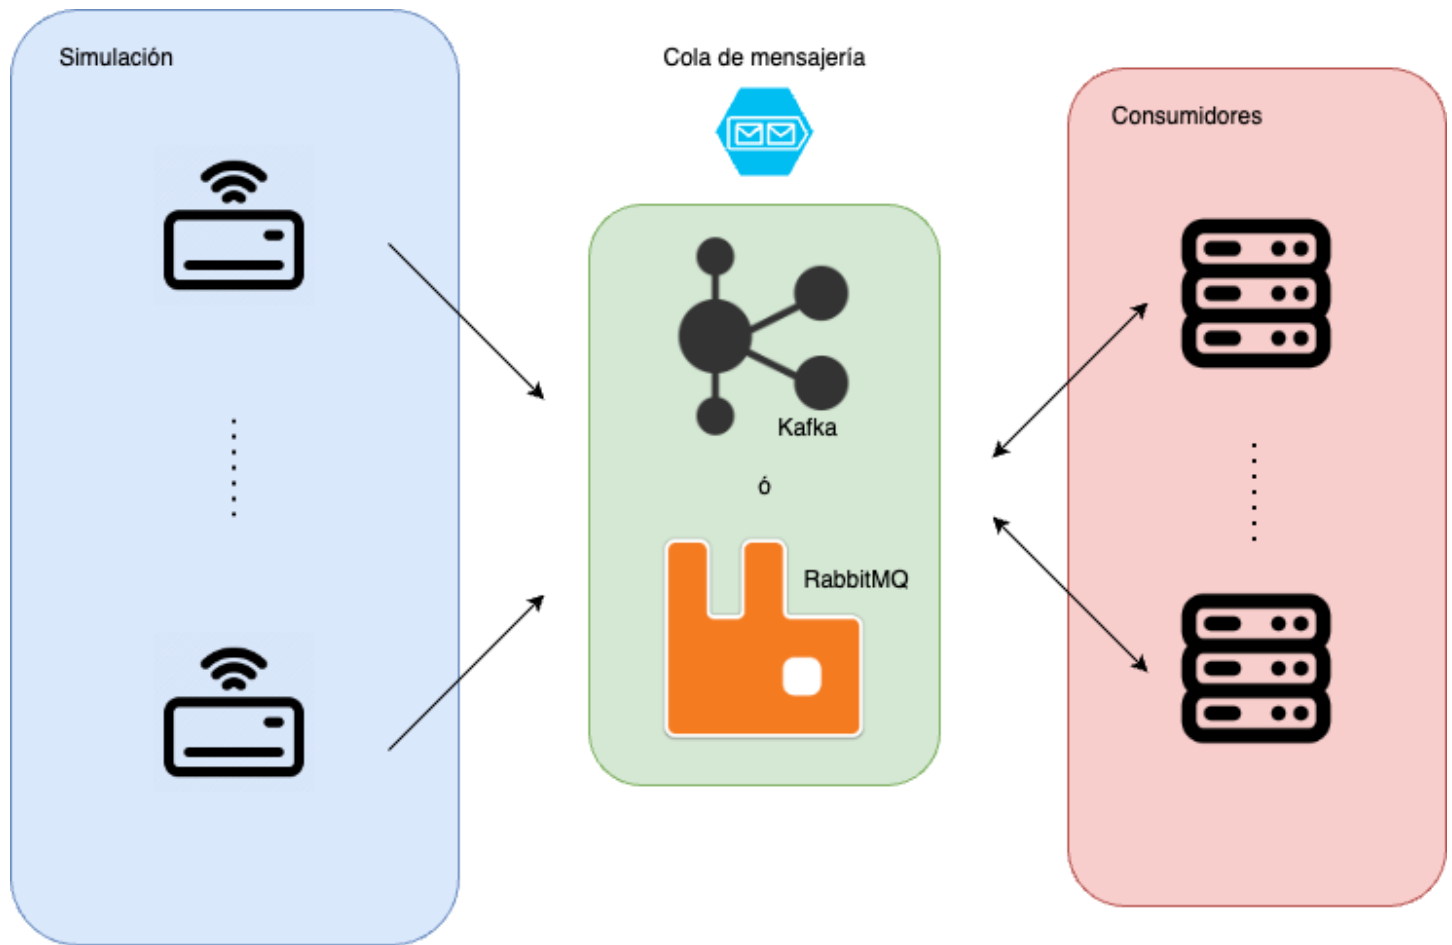 Simulación
Cola de mensajería
Consumidores
Kafka
ó
RabbitMQ